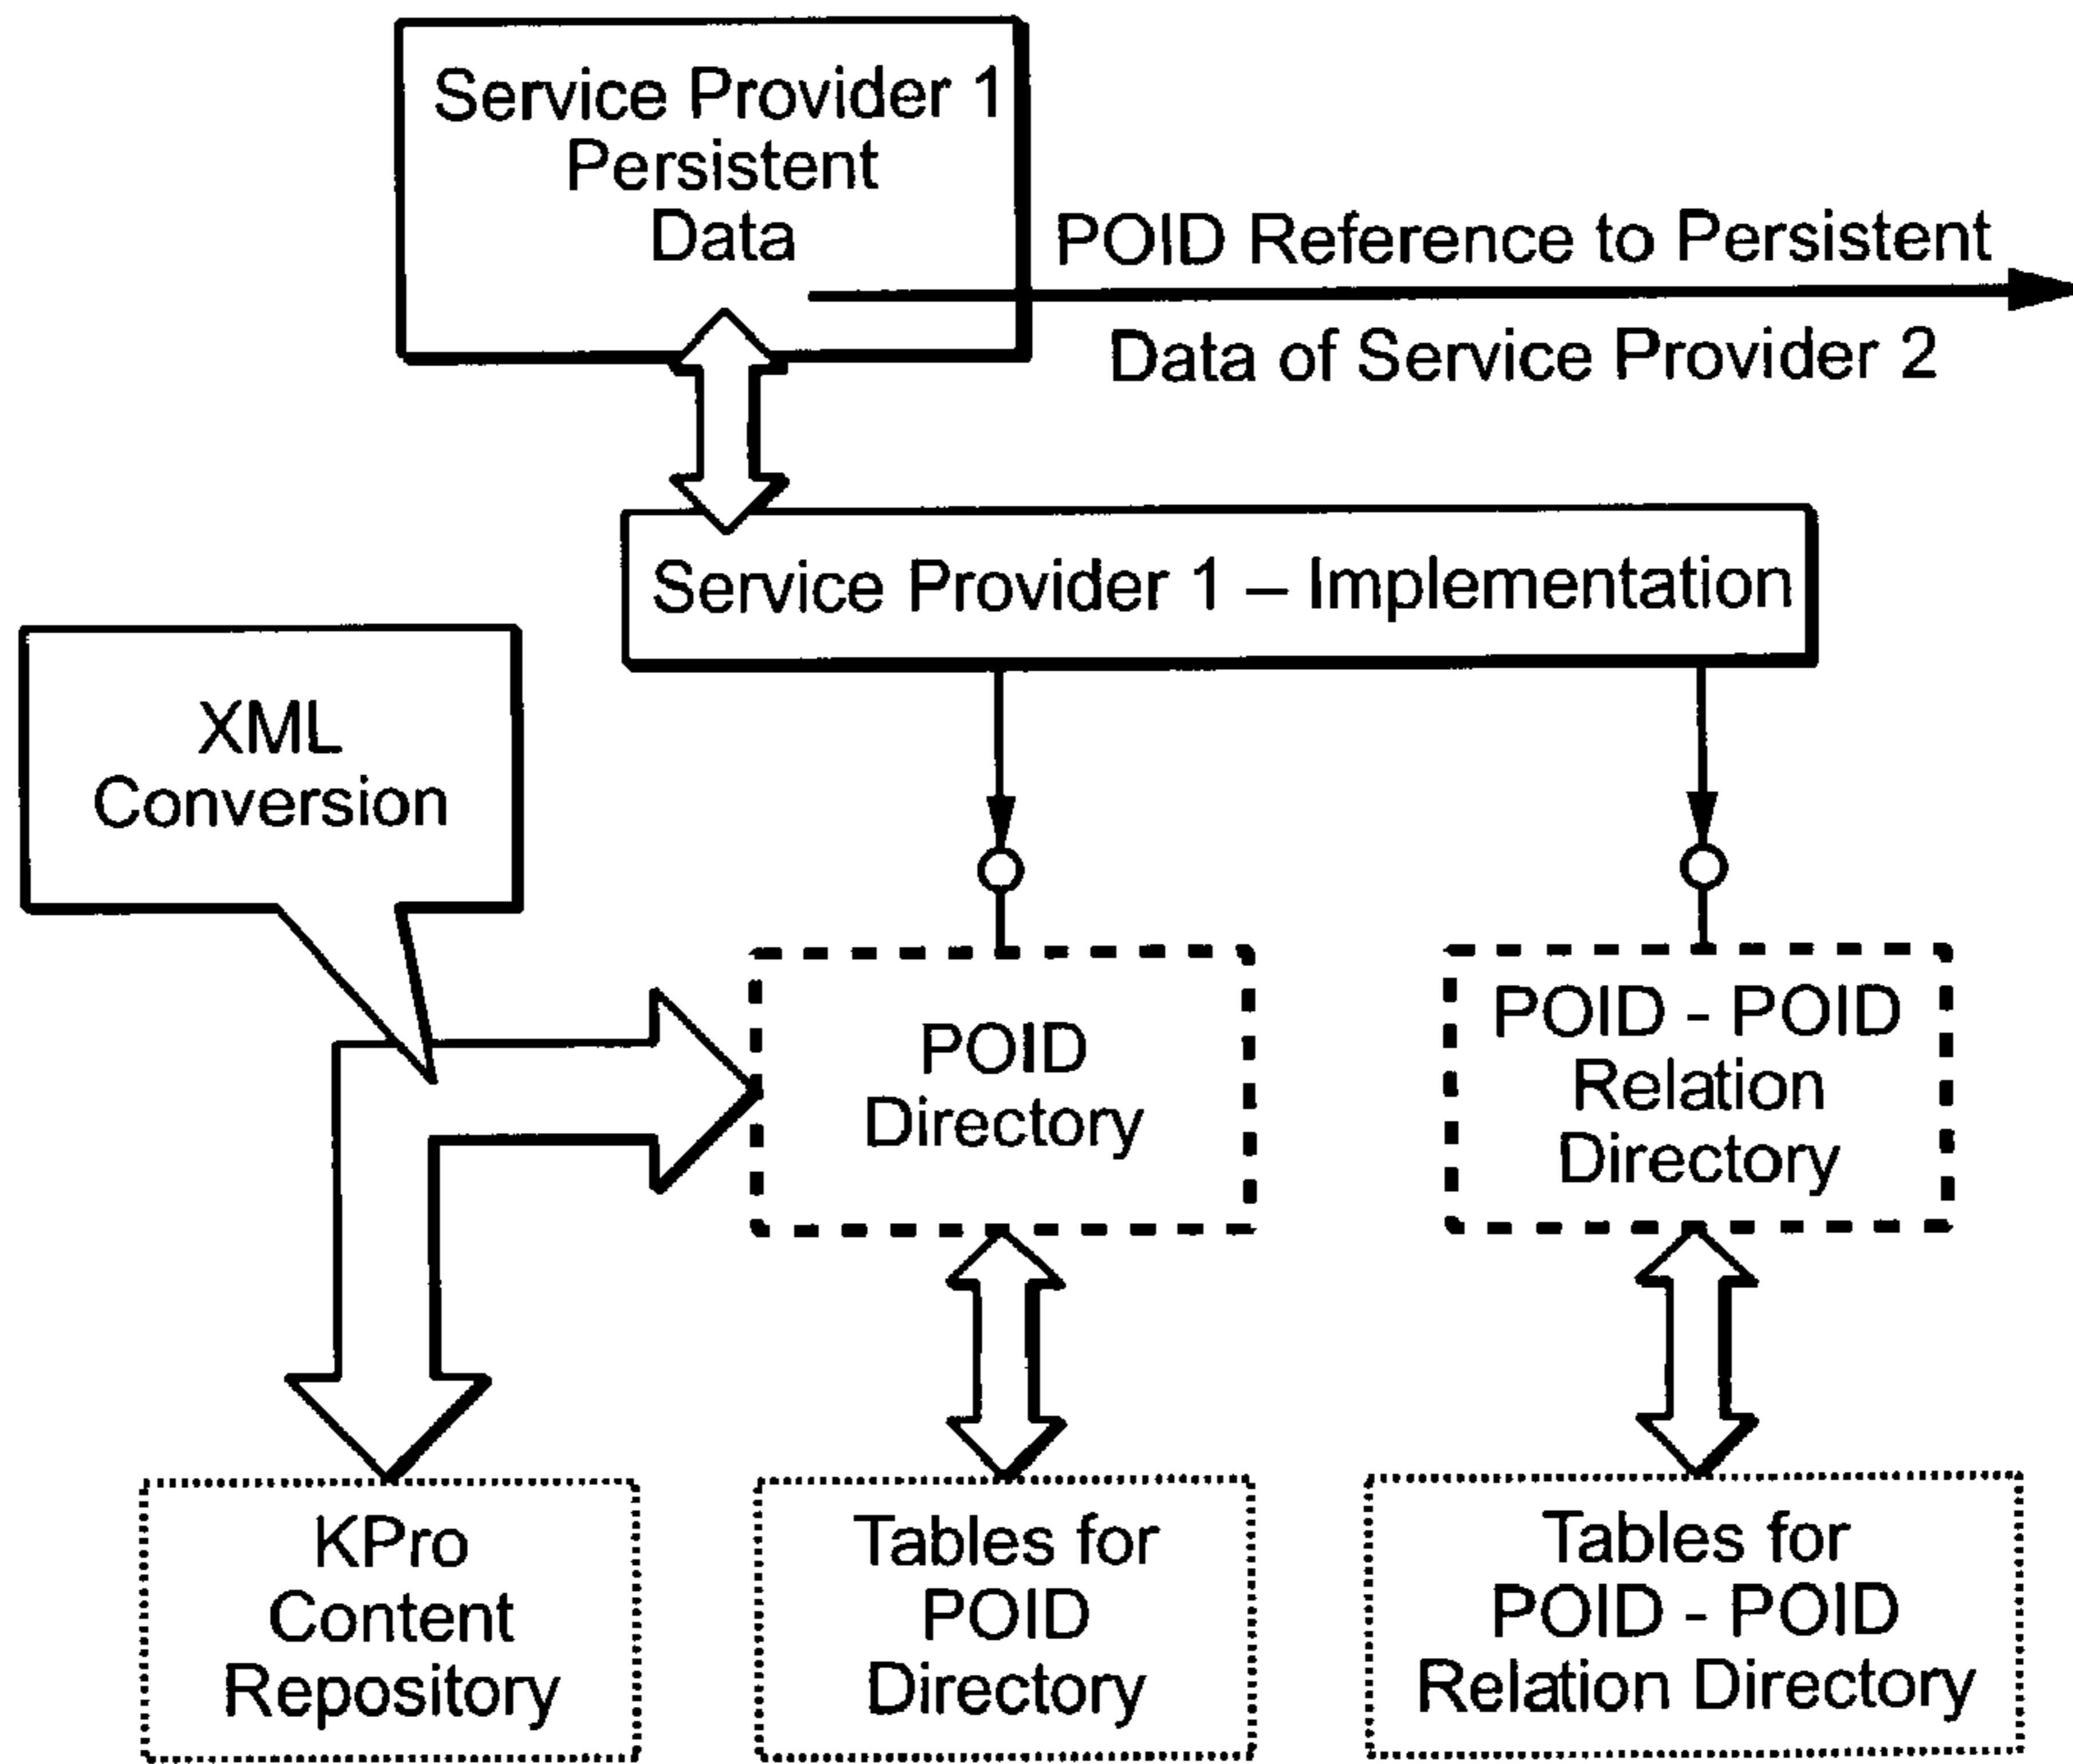 Service Provider 1
Persistent
Data
POID Reference to Persistent
Data of Service Provider 2
Service Provider 1 – Implementation
XML
Conversion
POID
Directory
POID - POID
Relation
Directory
KPro
Content
Repository
Tables for
POID
Directory
Tables for
POID - POID
Relation Directory